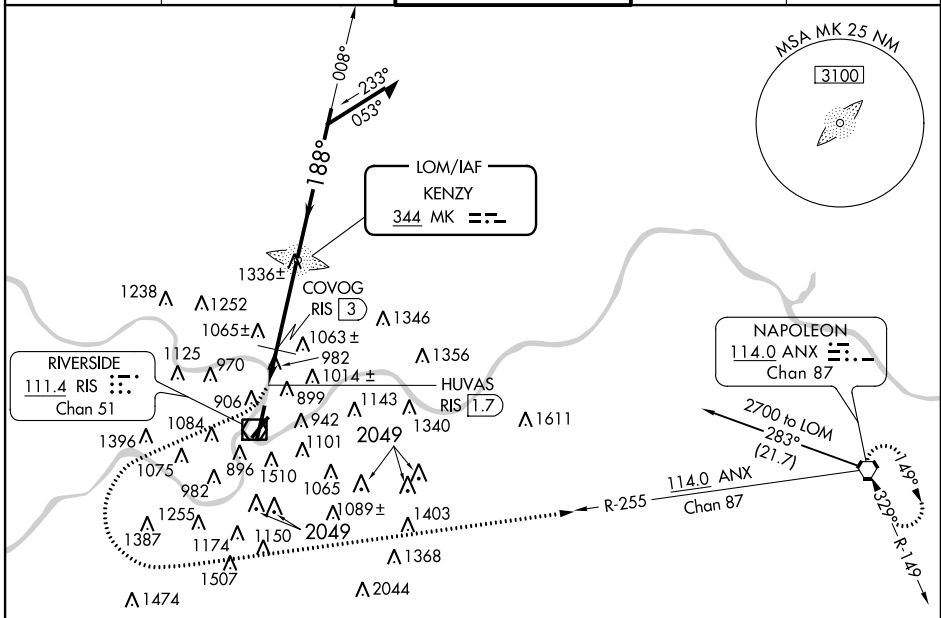 MSA MK 25 NM
3100
008°
233°
053°
188°
LOM/IAF
KENZY
344 MK
1336±
COVOG
RIS 3
1238
1252
1065±
1063 ±
1346
RIVERSIDE
111.4 RIS
Chan 51
1125
970
982
1356
NAPOLEON
114.0 ANX
Chan 87
1014 ±
HUVAS
RIS 1.7
906
899
1143
1340
1611
2700 to LOM
283°
(21.7)
1396
1084
942
2049
1101
1075
896
1510
1065
982
114.0 ANX
Chan 87
R-255
149°
329°
R-149
1255
1387
2049
1089±
1403
1174
1150
1507
1368
1474
2044